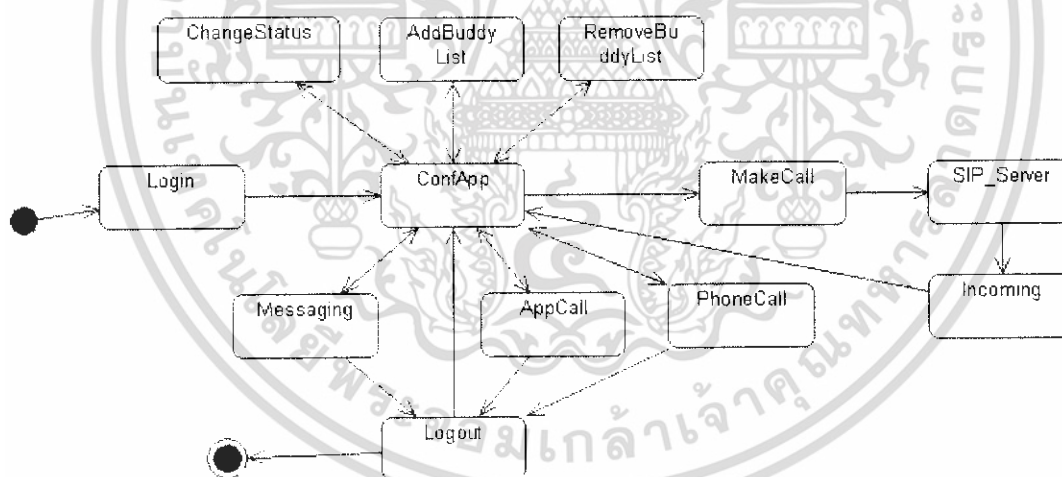 ChangeStatus
AddBuddy
List
RemoveBu
ddyList
Login
ConfApp
MakeCall
SIP_Server
Messaging
AppCall
PhoneCall
Incoming
Logout